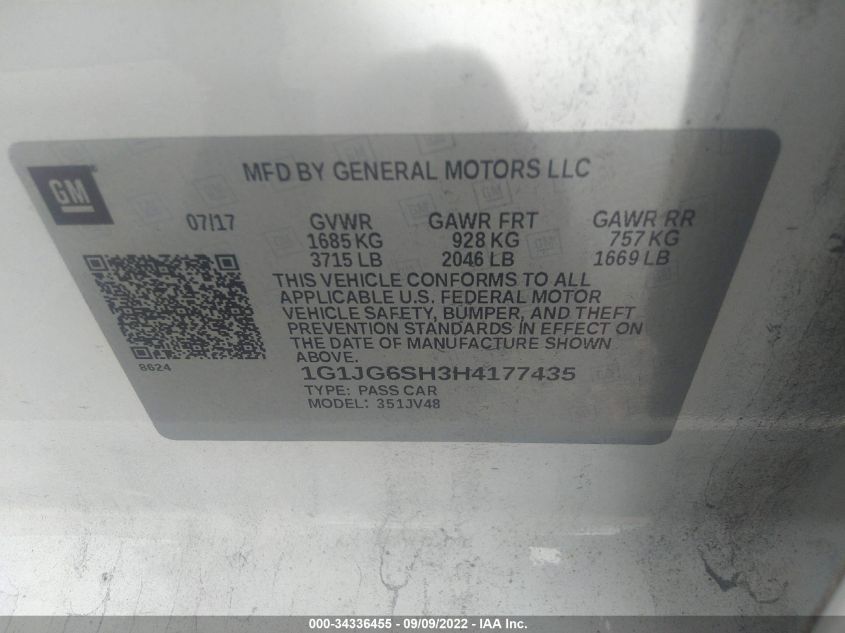 MFD BY GENERAL MOTORS LLC
GM
07/17 GVWR GAWR FRT GAWR RR
1685 KG 928 KG 757 KG
3715 LB 2046 LB 1669 LB
THIS VEHICLE CONFORMS TO ALL
APPLICABLE U.S. FEDERAL MOTOR
VEHICLE SAFETY, BUMPER, AND THEFT
PREVENTION STANDARDS IN EFFECT ON
THE DATE OF MANUFACTURE SHOWN
ABOVE.
8624
1G1JG6SH3H4177435
TYPE: PASS CAR
MODEL: 351JV48
000-34336455 - 09/09/2022 - IAA Inc.